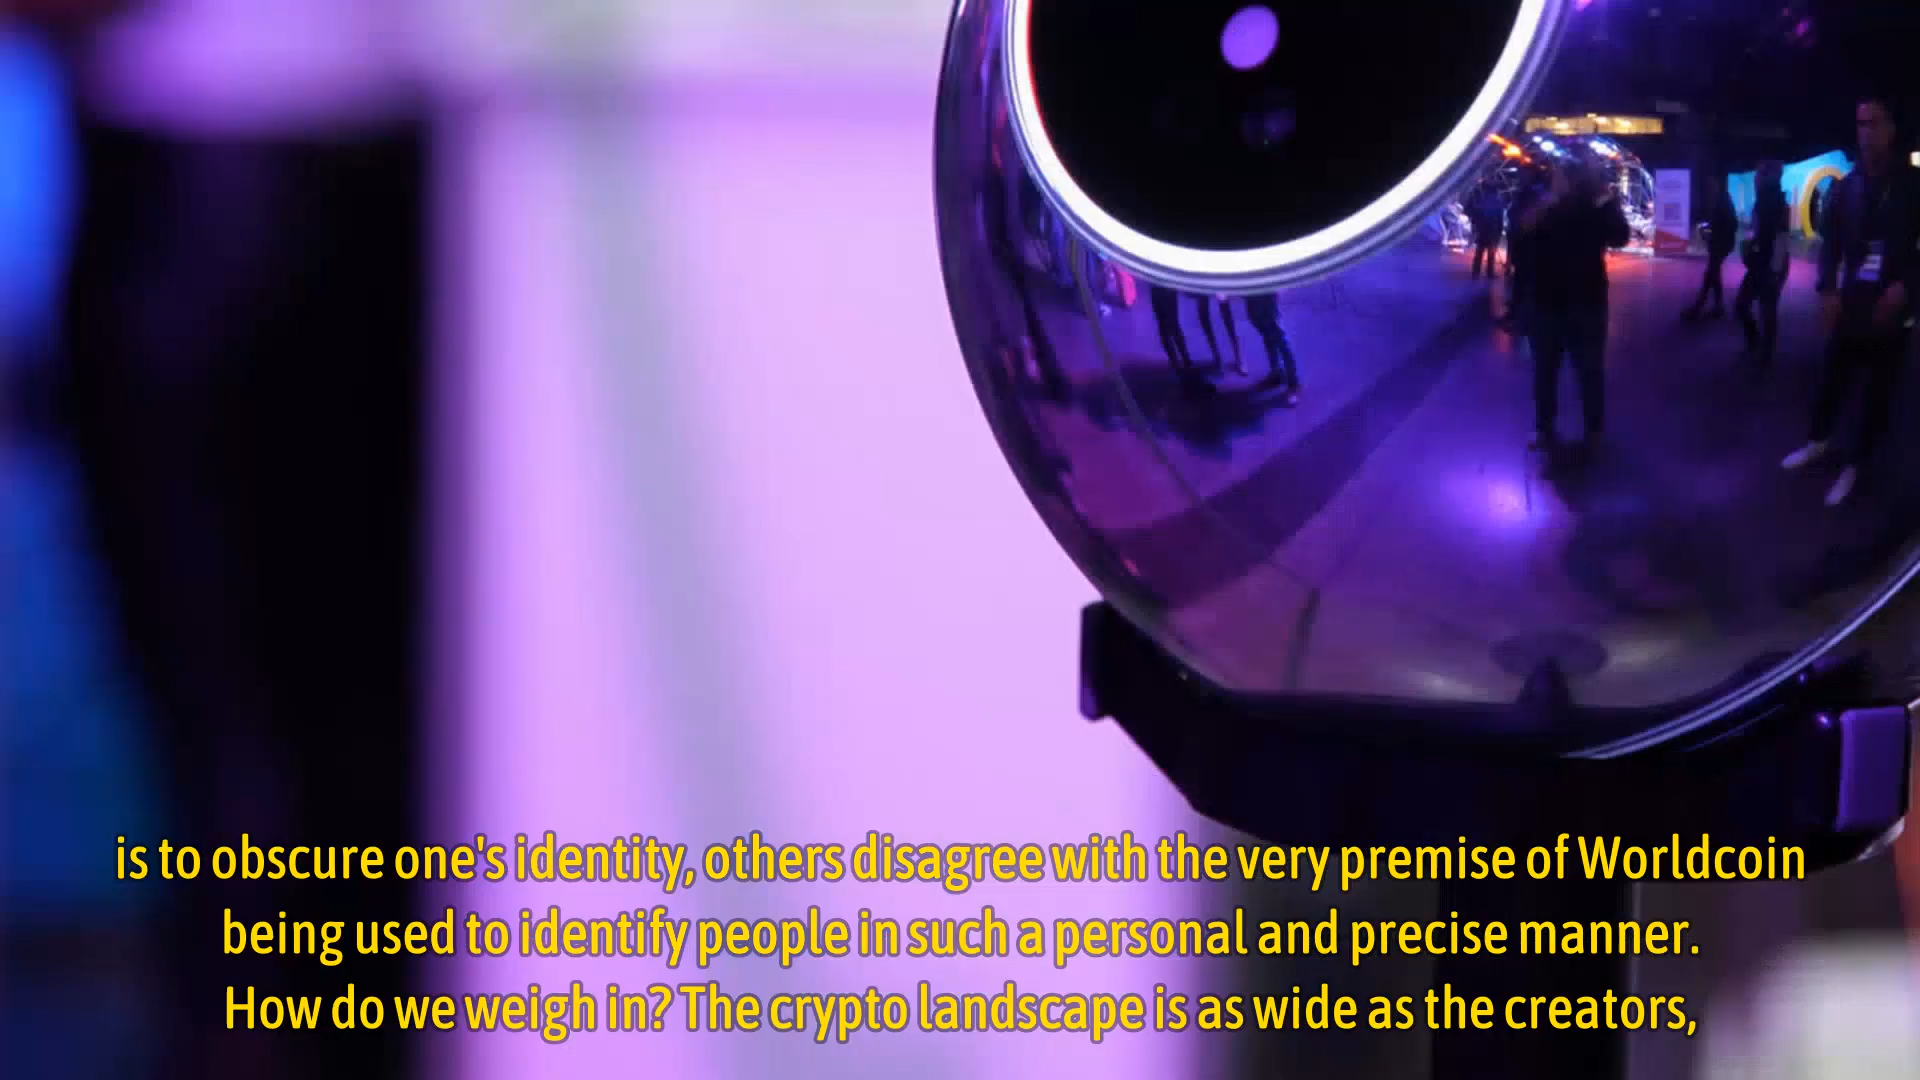 is to obscure one's identity, others disagree with the very premise of Worldcoin
being used to identify people in such a personal and precise manner.
How do we weigh in? The crypto landscape is as wide as the creators,